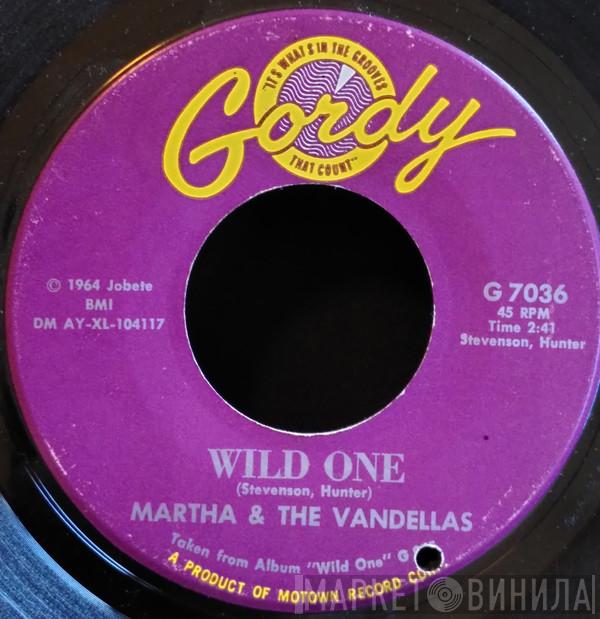 "IT'S WHAT'S IN THE GROOVES
Gordy
THAT COUNT"
© 1964 Jobete
BMI
DM AY-XL-104117
G 7036
45 RPM
Time 2:41
Stevenson, Hunter
WILD ONE
(Stevenson, Hunter)
MARTHA & THE VANDELLAS
Taken from Album "Wild One" G
A PRODUCT OF MOTOWN RECORD
МАРКЕТ ВИНИЛА